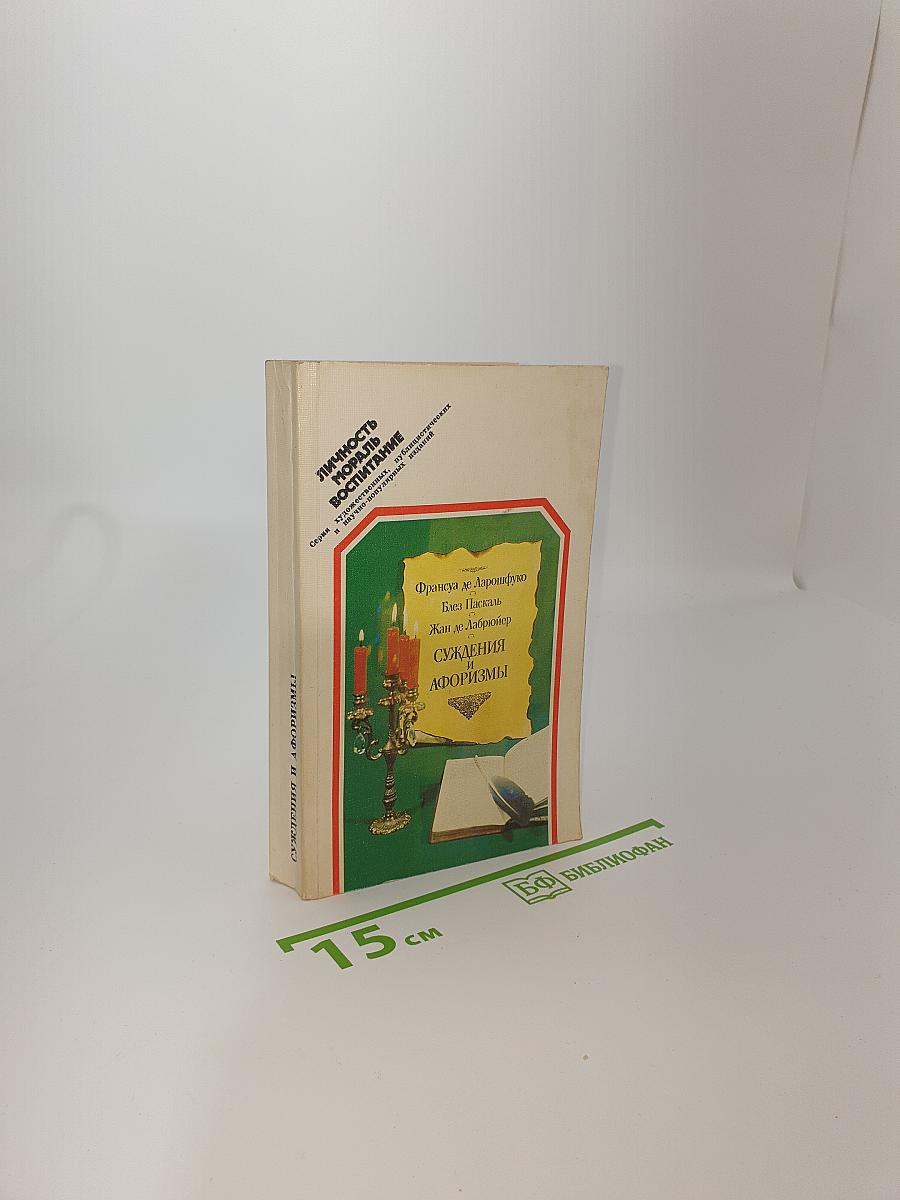 ЛИЧНОСТЬ
МОРАЛЬ
ВОСПИТАНИЕ
Серия художественных, публицистических
и научно-популярных изданий
Франсуа де Ларошфуко
Блез Паскаль
Жан де Лабрюйер
СУЖДЕНИЯ
И
АФОРИЗМЫ
СУЖДЕНИЯ И АФОРИЗМЫ
15 см
БФ БИБЛИОФАН